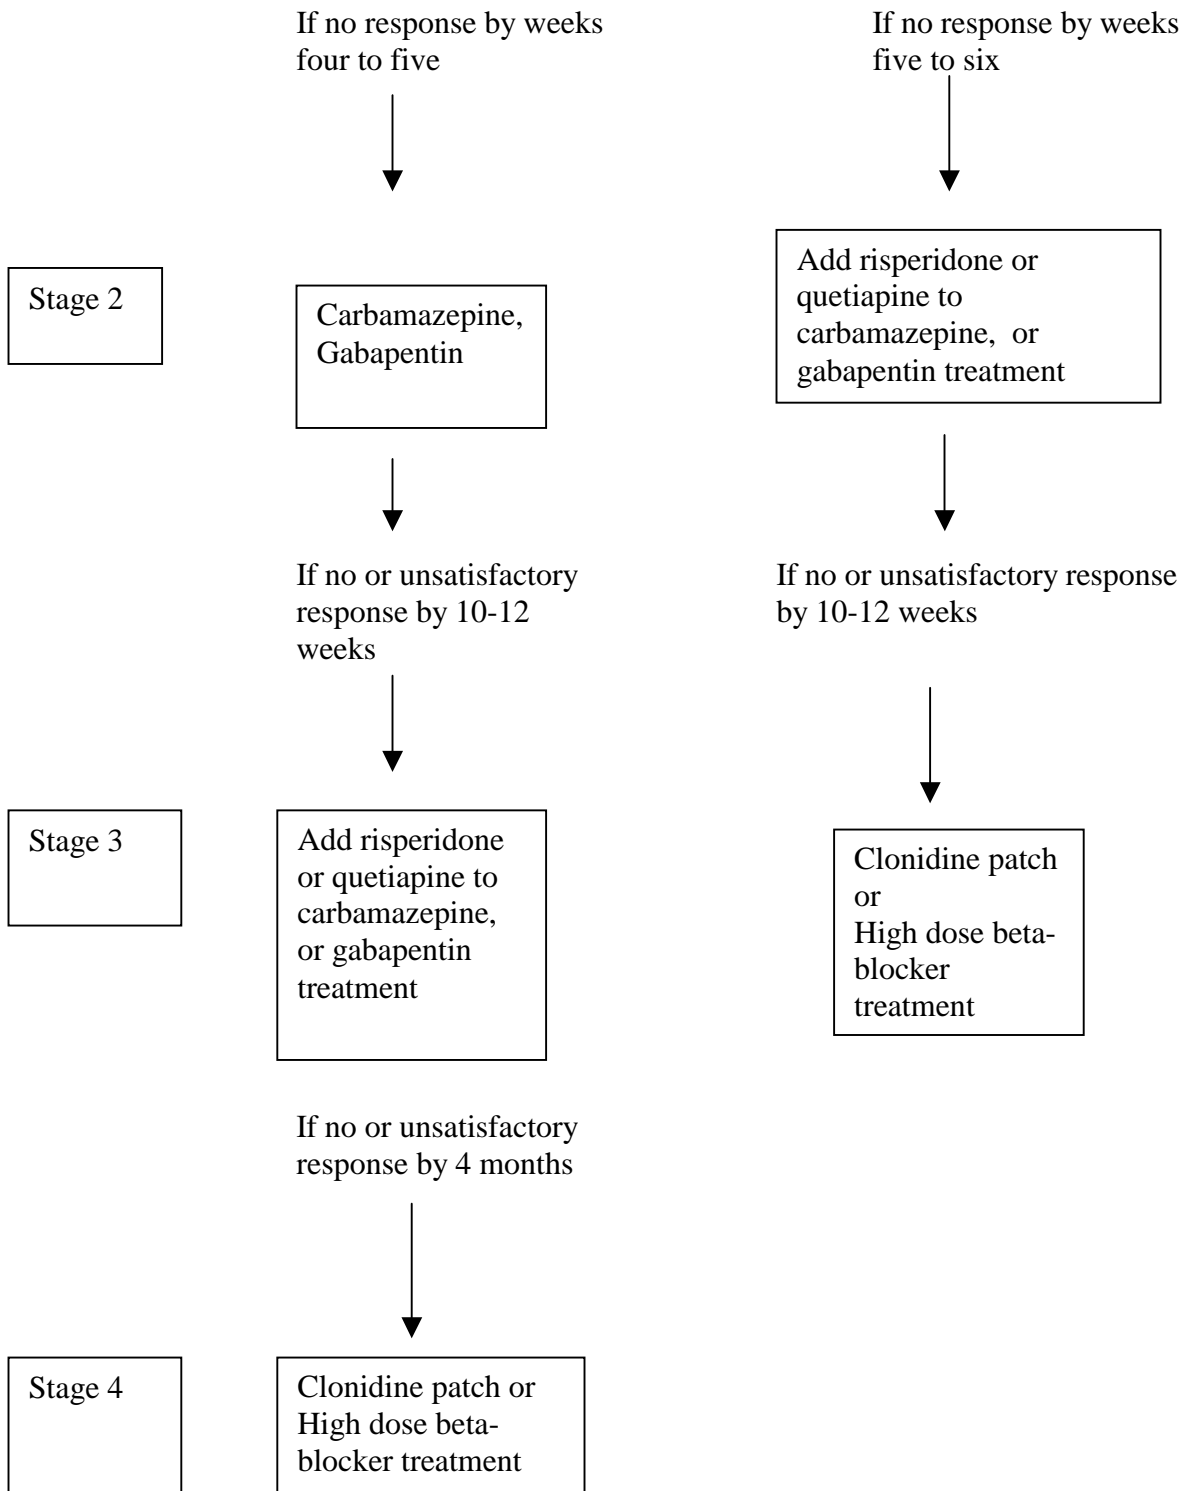 If no response by weeks
four to five
If no response by weeks
five to six
Stage 2
Carbamazepine,
Gabapentin
Add risperidone or
quetiapine to
carbamazepine, or
gabapentin treatment
If no or unsatisfactory
response by 10-12
weeks
If no or unsatisfactory response
by 10-12 weeks
Stage 3
Add risperidone
or quetiapine to
carbamazepine,
or gabapentin
treatment
Clonidine patch
or
High dose beta-
blocker
treatment
If no or unsatisfactory
response by 4 months
Stage 4
Clonidine patch or
High dose beta-
blocker treatment